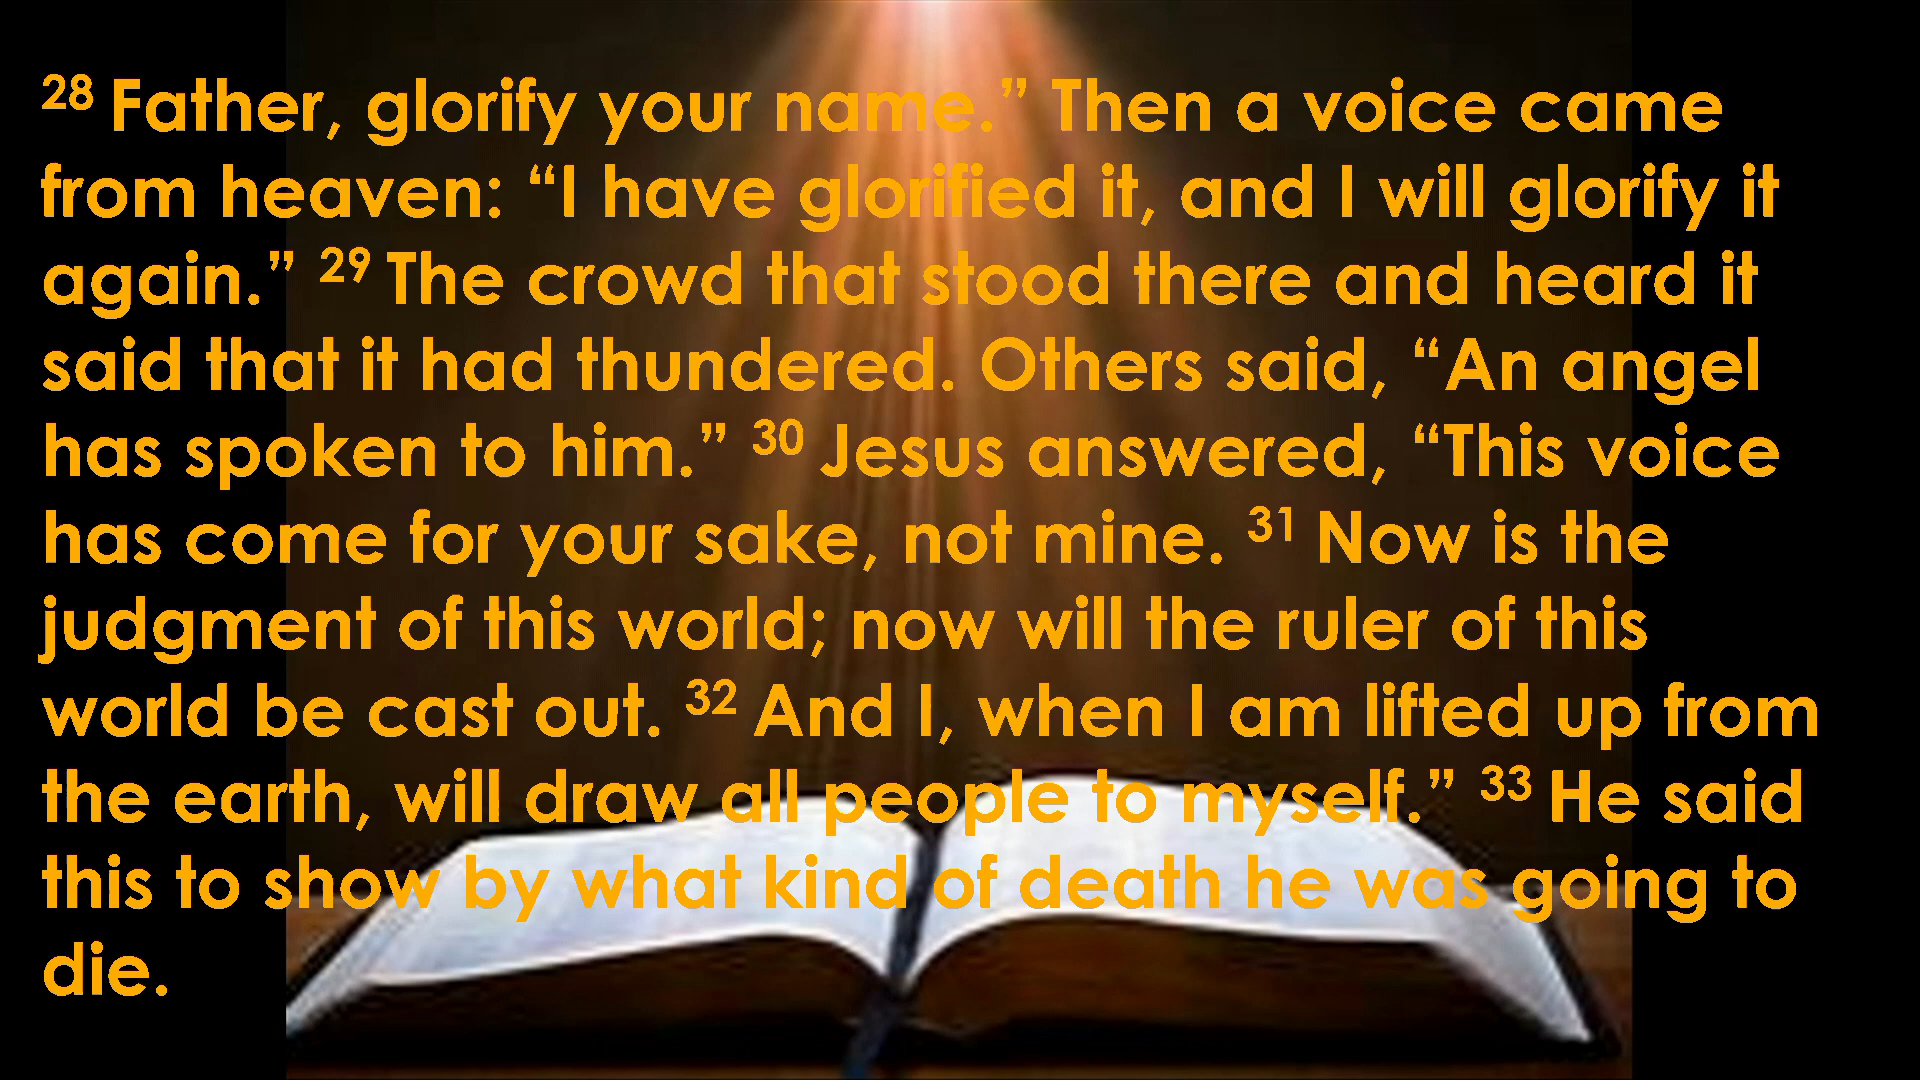 28 Father, glorify your name.” Then a voice came
from heaven: “I have glorified it, and I will glorify it
again.” 29 The crowd that stood there and heard it
said that it had thundered. Others said, “An angel
has spoken to him.” 30 Jesus answered, “This voice
has come for your sake, not mine. 31 Now is the
judgment of this world; now will the ruler of this
world be cast out. 32 And I, when I am lifted up from
the earth, will draw all people to myself.” 33 He said
this to show by what kind of death he was going to
die.